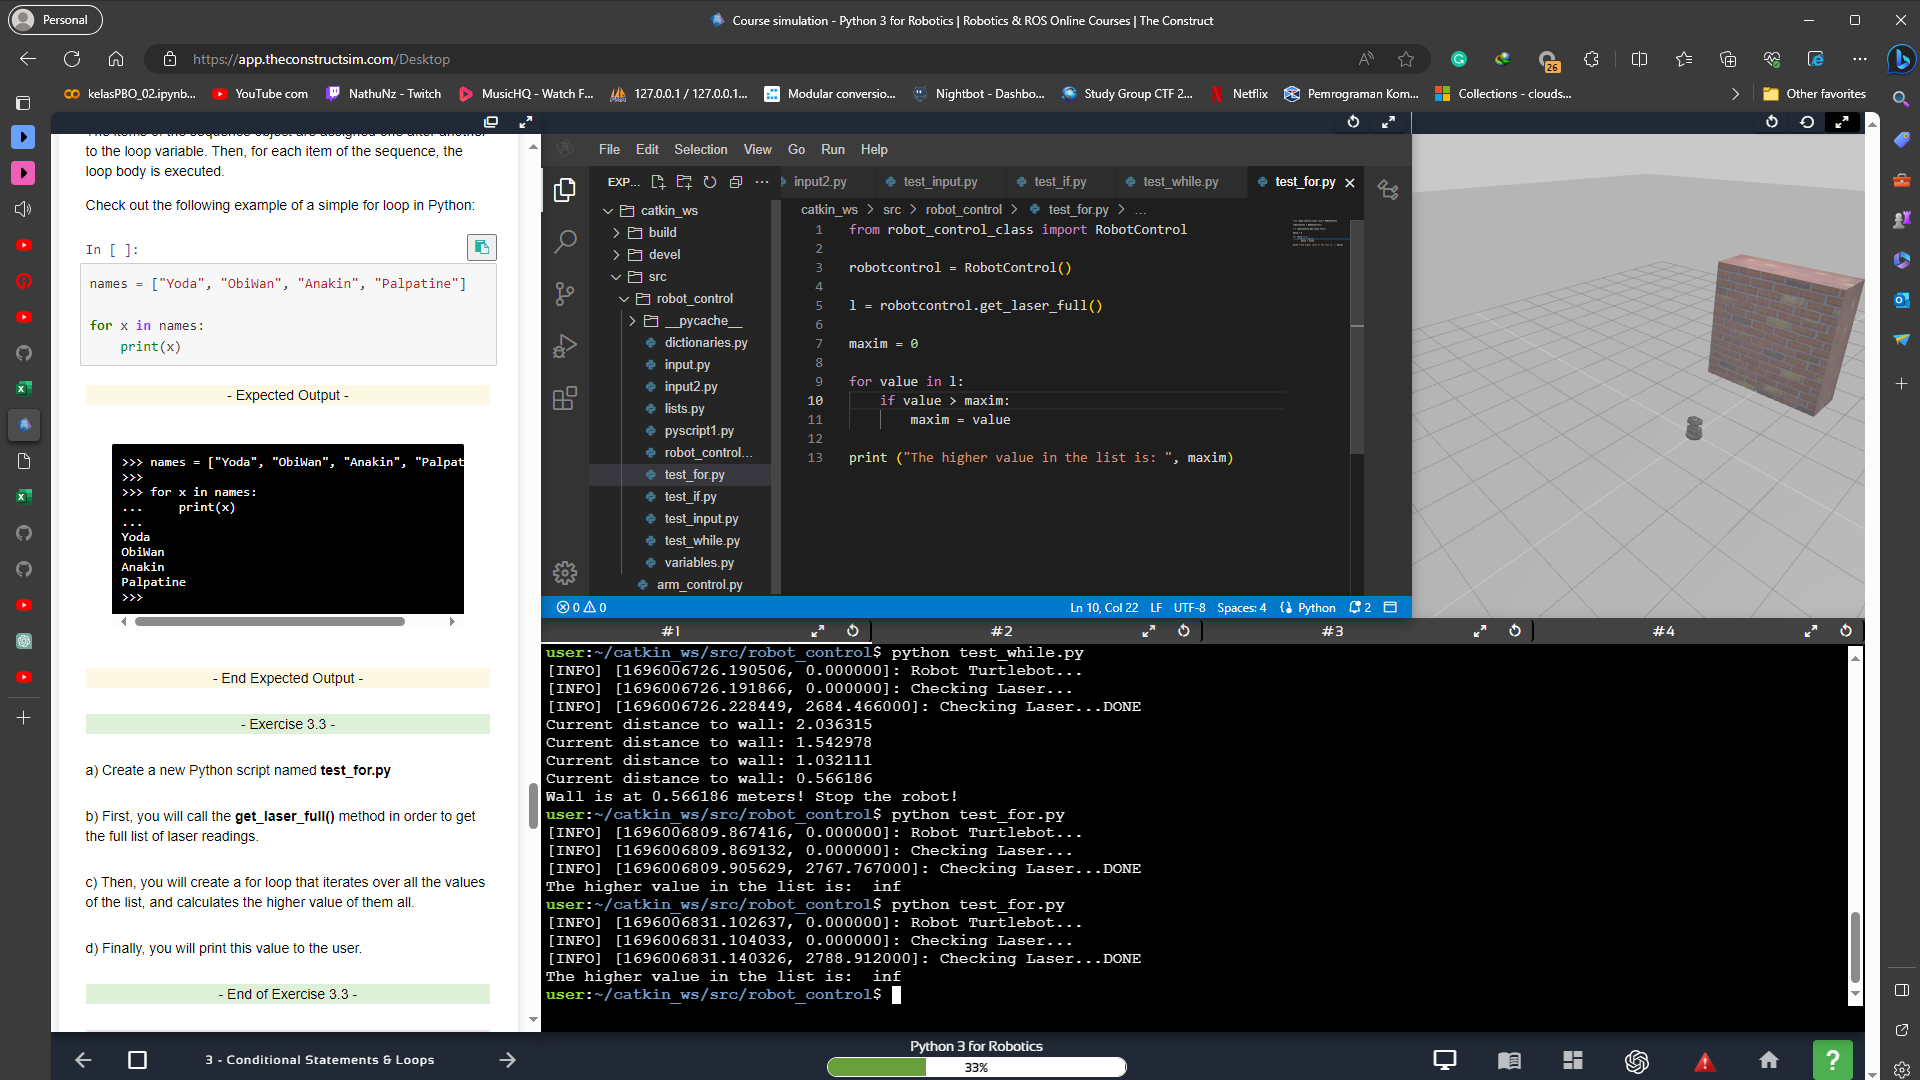 Personal
Course simulation - Python 3 for Robotics | Robotics & ROS Online Courses | The Construct
https://app.theconstructsim.com/Desktop
26
kelasPBO_02.ipynb...
YouTube com
NathuNz - Twitch
MusicHQ - Watch F...
127.0.0.1 / 127.0.0.1...
Modular conversio...
Nightbot - Dashbo...
Study Group CTF 2...
Netflix
Pemrograman Kom...
Collections - clouds...
Other favorites
The items of the sequence object are assigned one after another
to the loop variable. Then, for each item of the sequence, the
loop body is executed.
Check out the following example of a simple for loop in Python:
In [ ]:
names = ["Yoda", "ObiWan", "Anakin", "Palpatine"]
for x in names:
    print(x)
- Expected Output -
>>> names = ["Yoda", "ObiWan", "Anakin", "Palpat
>>>
>>> for x in names:
...     print(x)
...
Yoda
ObiWan
Anakin
Palpatine
>>>
- End Expected Output -
- Exercise 3.3 -
a) Create a new Python script named test_for.py
b) First, you will call the get_laser_full() method in order to get
the full list of laser readings.
c) Then, you will create a for loop that iterates over all the values
of the list, and calculates the higher value of them all.
d) Finally, you will print this value to the user.
- End of Exercise 3.3 -
File Edit Selection View Go Run Help
EXP...
catkin_ws
build
devel
src
robot_control
__pycache__
dictionaries.py
input.py
input2.py
lists.py
pyscript1.py
robot_control...
test_for.py
test_if.py
test_input.py
test_while.py
variables.py
arm_control.py
input2.py
test_input.py
test_if.py
test_while.py
test_for.py
catkin_ws > src > robot_control > test_for.py > ...
1 from robot_control_class import RobotControl
2
3 robotcontrol = RobotControl()
4
5 l = robotcontrol.get_laser_full()
6
7 maxim = 0
8
9 for value in l:
10     if value > maxim:
11         maxim = value
12
13 print ("The higher value in the list is: ", maxim)
0 0
Ln 10, Col 22 LF UTF-8 Spaces: 4 Python 2
#1
#2
#3
#4
user:~/catkin_ws/src/robot_control$ python test_while.py
[INFO] [1696006726.190506, 0.000000]: Robot Turtlebot...
[INFO] [1696006726.191866, 0.000000]: Checking Laser...
[INFO] [1696006726.228449, 2684.466000]: Checking Laser...DONE
Current distance to wall: 2.036315
Current distance to wall: 1.542978
Current distance to wall: 1.032111
Current distance to wall: 0.566186
Wall is at 0.566186 meters! Stop the robot!
user:~/catkin_ws/src/robot_control$ python test_for.py
[INFO] [1696006809.867416, 0.000000]: Robot Turtlebot...
[INFO] [1696006809.869132, 0.000000]: Checking Laser...
[INFO] [1696006809.905629, 2767.767000]: Checking Laser...DONE
The higher value in the list is:  inf
user:~/catkin_ws/src/robot_control$ python test_for.py
[INFO] [1696006831.102637, 0.000000]: Robot Turtlebot...
[INFO] [1696006831.104033, 0.000000]: Checking Laser...
[INFO] [1696006831.140326, 2788.912000]: Checking Laser...DONE
The higher value in the list is:  inf
user:~/catkin_ws/src/robot_control$
3 - Conditional Statements & Loops
Python 3 for Robotics
33%
?